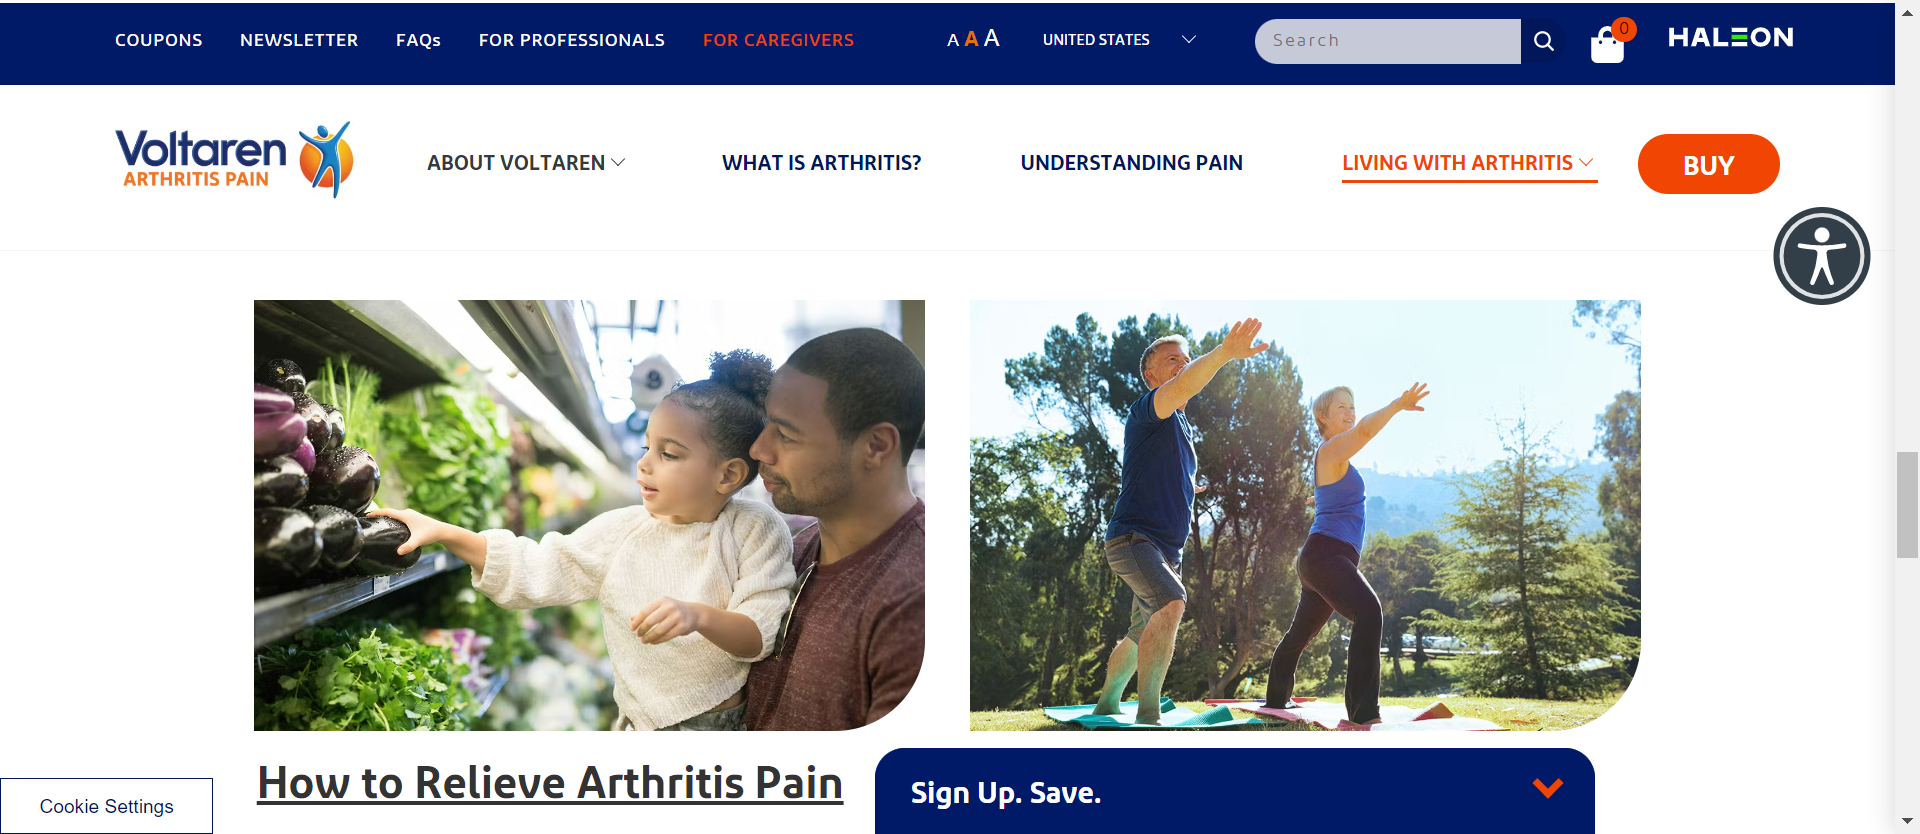 COUPONS NEWSLETTER FAQs FOR PROFESSIONALS FOR CAREGIVERS A A A UNITED STATES Search 0 HALEON
Voltaren
ARTHRITIS PAIN
ABOUT VOLTAREN WHAT IS ARTHRITIS? UNDERSTANDING PAIN LIVING WITH ARTHRITIS BUY
How to Relieve Arthritis Pain
Sign Up. Save.
Cookie Settings